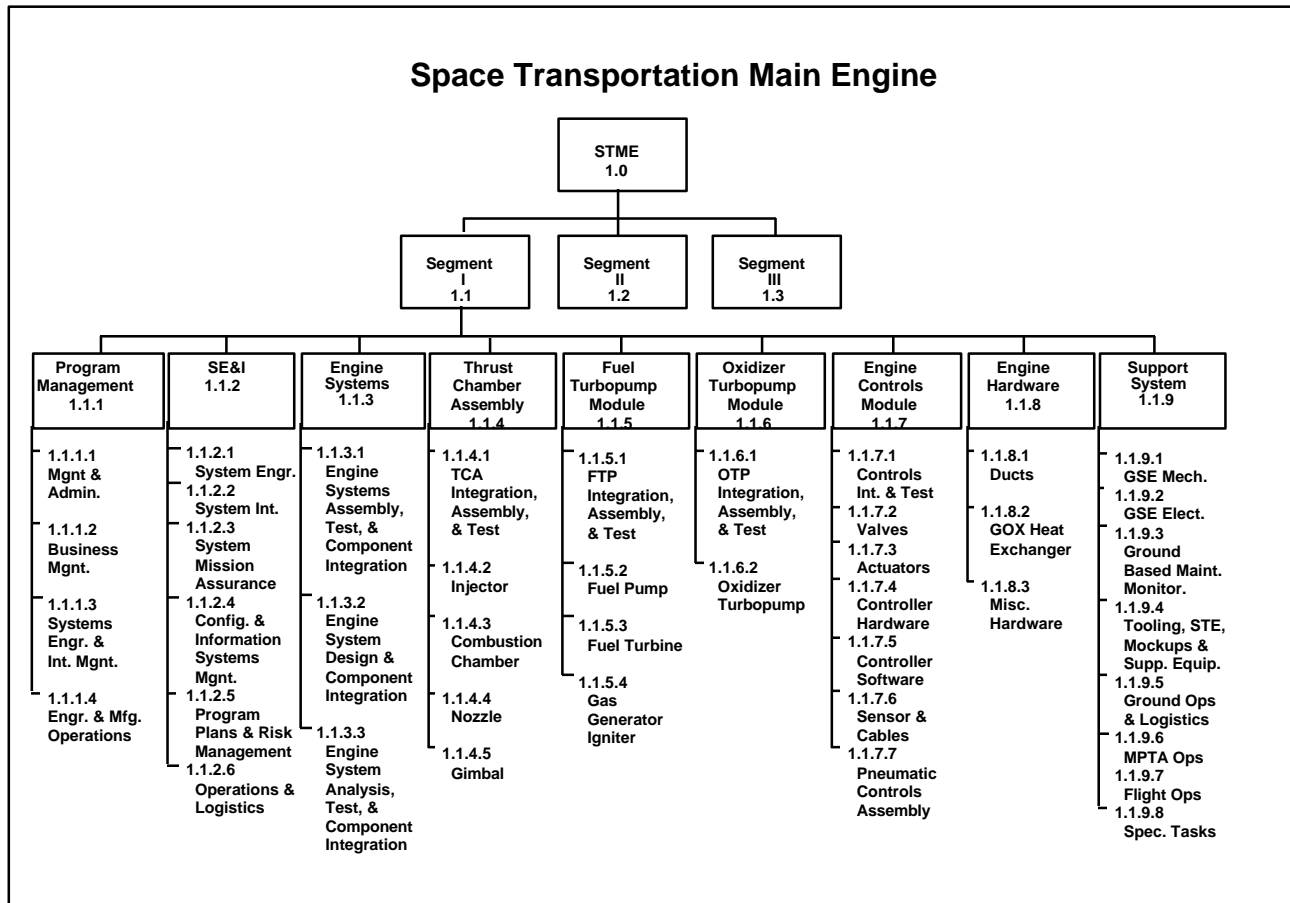 Space Transportation Main Engine
STME
1.0
Segment
I
1.1
Segment
II
1.2
Segment
III
1.3
Program
Management
1.1.1
SE&I
1.1.2
Engine
Systems
1.1.3
Thrust
Chamber
Assembly
1.1.4
Fuel
Turbopump
Module
1.1.5
Oxidizer
Turbopump
Module
1.1.6
Engine
Controls
Module
1.1.7
Engine
Hardware
1.1.8
Support
System
1.1.9
1.1.1.1
Mgnt &
Admin.
1.1.1.2
Business
Mgnt.
1.1.1.3
Systems
Engr. &
Int. Mgnt.
1.1.1.4
Engr. & Mfg.
Operations
1.1.2.1
System Engr.
1.1.2.2
System Int.
1.1.2.3
System
Mission
Assurance
1.1.2.4
Config. &
Information
Systems
Mgnt.
1.1.2.5
Program
Plans & Risk
Management
1.1.2.6
Operations &
Logistics
1.1.3.1
Engine
Systems
Assembly,
Test, &
Component
Integration
1.1.3.2
Engine
System
Design &
Component
Integration
1.1.3.3
Engine
System
Analysis,
Test, &
Component
Integration
1.1.4.1
TCA
Integration,
Assembly,
& Test
1.1.4.2
Injector
1.1.4.3
Combustion
Chamber
1.1.4.4
Nozzle
1.1.4.5
Gimbal
1.1.5.1
FTP
Integration,
Assembly,
& Test
1.1.5.2
Fuel Pump
1.1.5.3
Fuel Turbine
1.1.5.4
Gas
Generator
Igniter
1.1.6.1
OTP
Integration,
Assembly,
& Test
1.1.6.2
Oxidizer
Turbopump
1.1.7.1
Controls
Int. & Test
1.1.7.2
Valves
1.1.7.3
Actuators
1.1.7.4
Controller
Hardware
1.1.7.5
Controller
Software
1.1.7.6
Sensor &
Cables
1.1.7.7
Pneumatic
Controls
Assembly
1.1.8.1
Ducts
1.1.8.2
GOX Heat
Exchanger
1.1.8.3
Misc.
Hardware
1.1.9.1
GSE Mech.
1.1.9.2
GSE Elect.
1.1.9.3
Ground
Based Maint.
Monitor.
1.1.9.4
Tooling, STE,
Mockups &
Supp. Equip.
1.1.9.5
Ground Ops
& Logistics
1.1.9.6
MPTA Ops
1.1.9.7
Flight Ops
1.1.9.8
Spec. Tasks